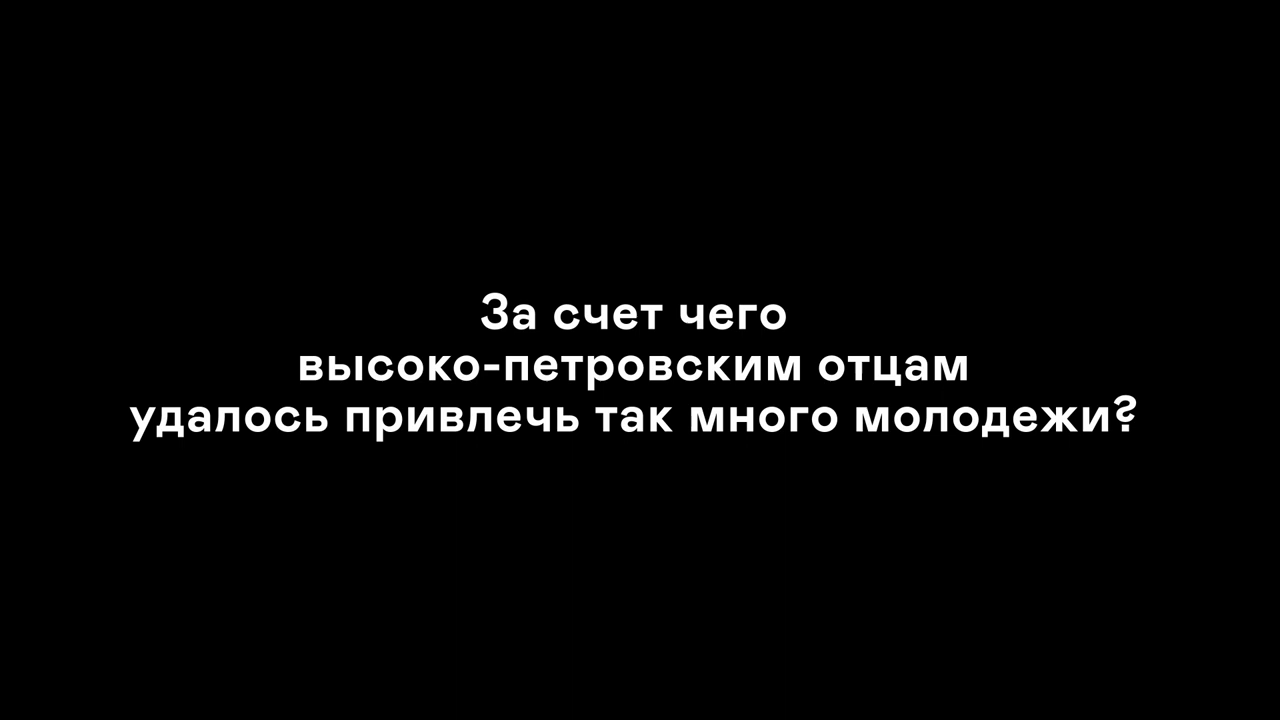 За счет чего
высоко-петровским отцам
удалось привлечь так много молодежи?